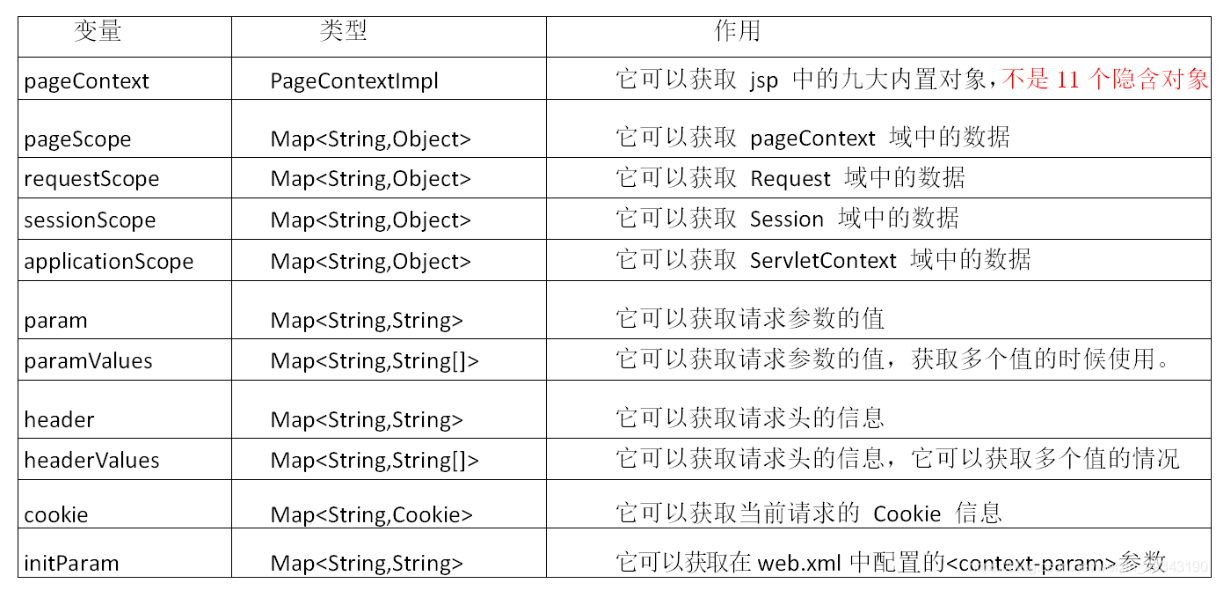 变量 类型 作用
pageContext PageContextImpl 它可以获取 jsp 中的九大内置对象，不是 11 个隐含对象
pageScope Map<String,Object> 它可以获取 pageContext 域中的数据
requestScope Map<String,Object> 它可以获取 Request 域中的数据
sessionScope Map<String,Object> 它可以获取 Session 域中的数据
applicationScope Map<String,Object> 它可以获取 ServletContext 域中的数据
param Map<String,String> 它可以获取请求参数的值
paramValues Map<String,String[]> 它可以获取请求参数的值，获取多个值的时候使用。
header Map<String,String> 它可以获取请求头的信息
headerValues Map<String,String[]> 它可以获取请求头的信息，它可以获取多个值的情况
cookie Map<String,Cookie> 它可以获取当前请求的 Cookie 信息
initParam Map<String,String> 它可以获取在 web.xml 中配置的<context-param>参数